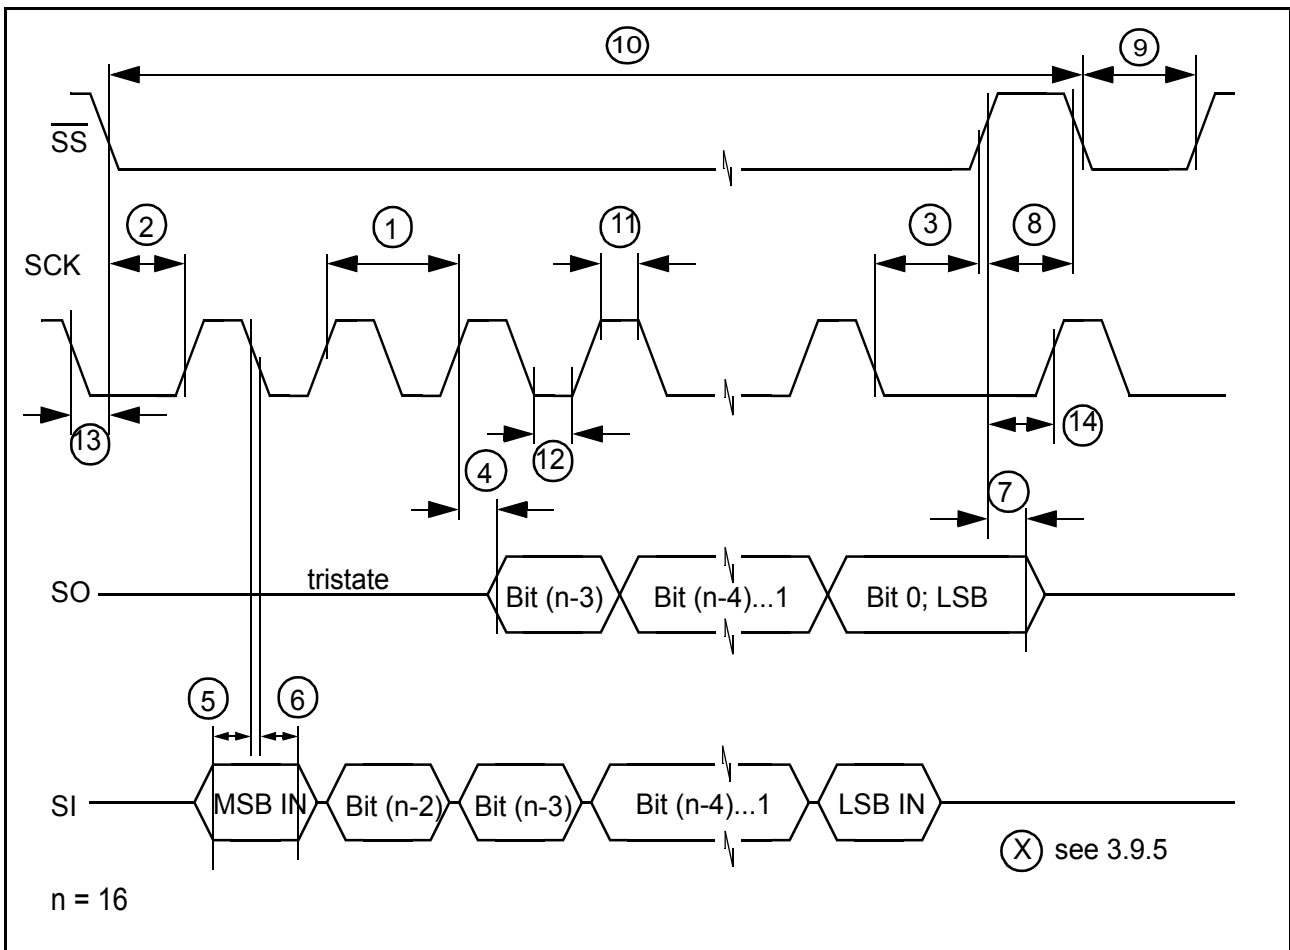 10
9
SS
2
1
11
3
8
SCK
13
4
12
14
7
SO
tristate
Bit (n-3)
Bit (n-4)...1
Bit 0; LSB
5
6
SI
MSB IN
Bit (n-2)
Bit (n-3)
Bit (n-4)...1
LSB IN
X see 3.9.5
n = 16